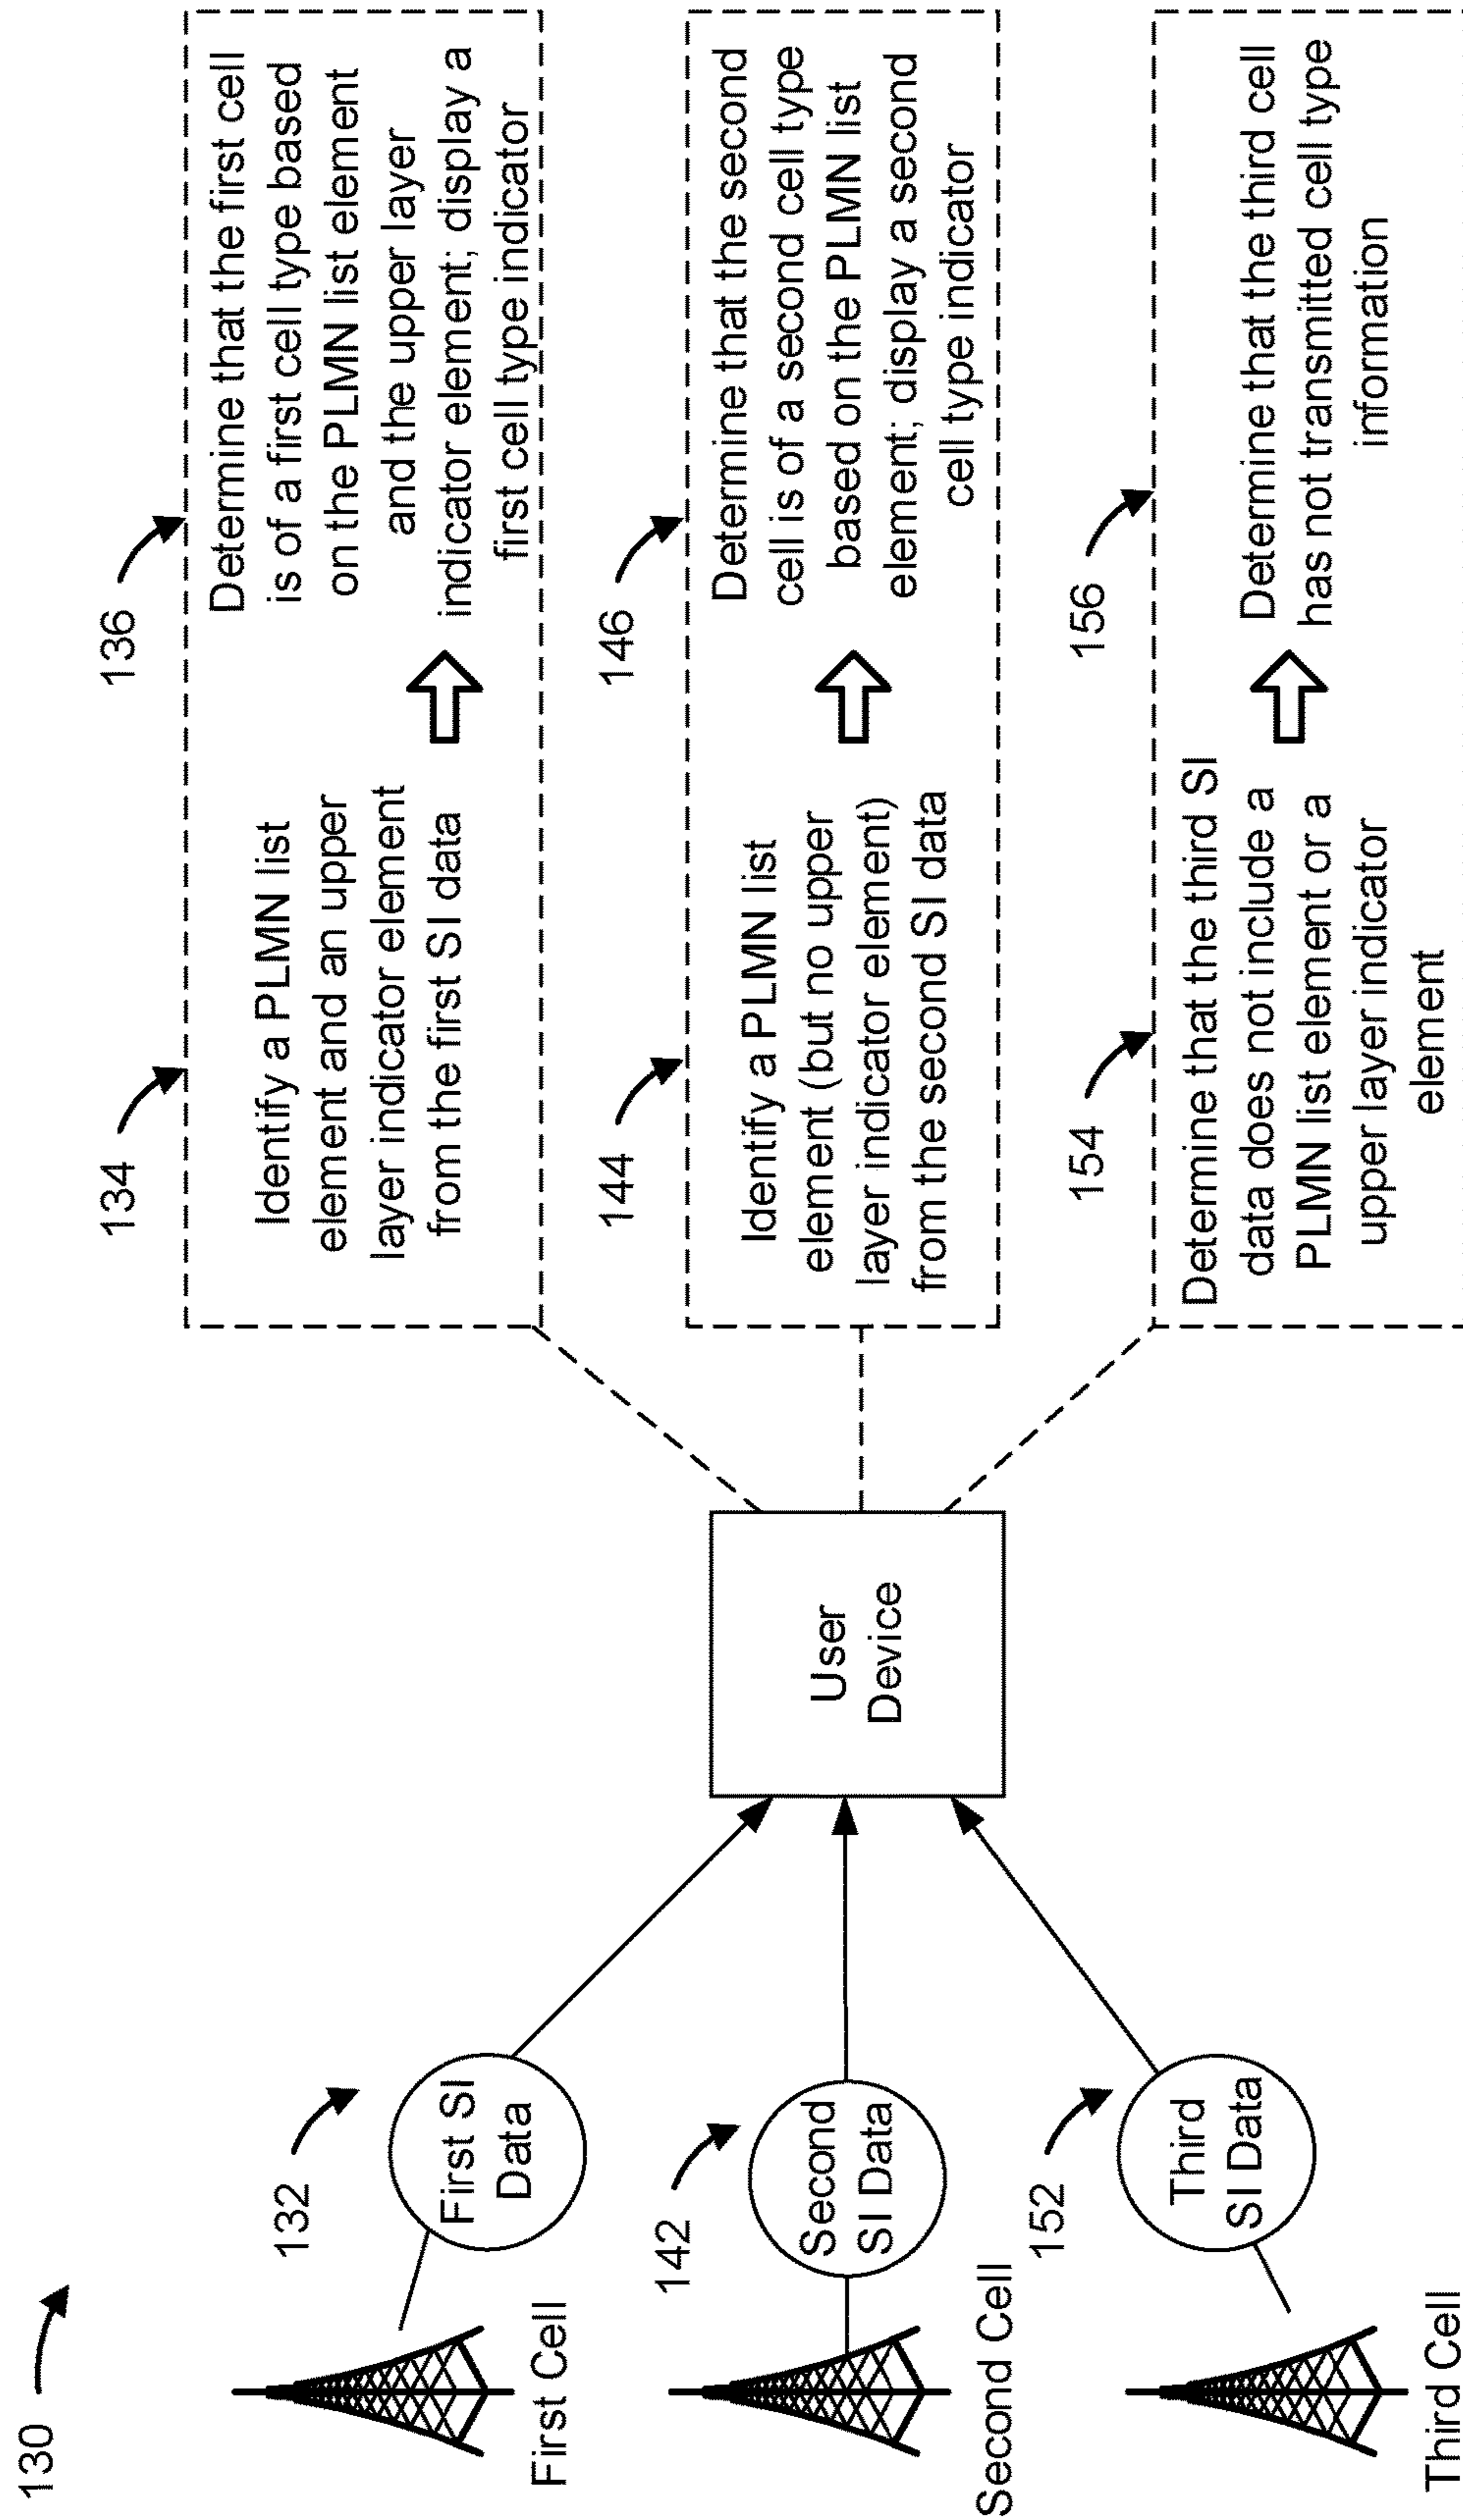 130
132
First SI
Data
First Cell
142
Second
SI Data
Second Cell
152
Third
SI Data
Third Cell
User
Device
134
Identify a PLMN list
element and an upper
layer indicator element
from the first SI data
136
Determine that the first cell
is of a first cell type based
on the PLMN list element
and the upper layer
indicator element; display a
first cell type indicator
144
Identify a PLMN list
element (but no upper
layer indicator element)
from the second SI data
146
Determine that the second
cell is of a second cell type
based on the PLMN list
element; display a second
cell type indicator
154
Determine that the third SI
data does not include a
PLMN list element or a
upper layer indicator
element
156
Determine that the third cell
has not transmitted cell type
information